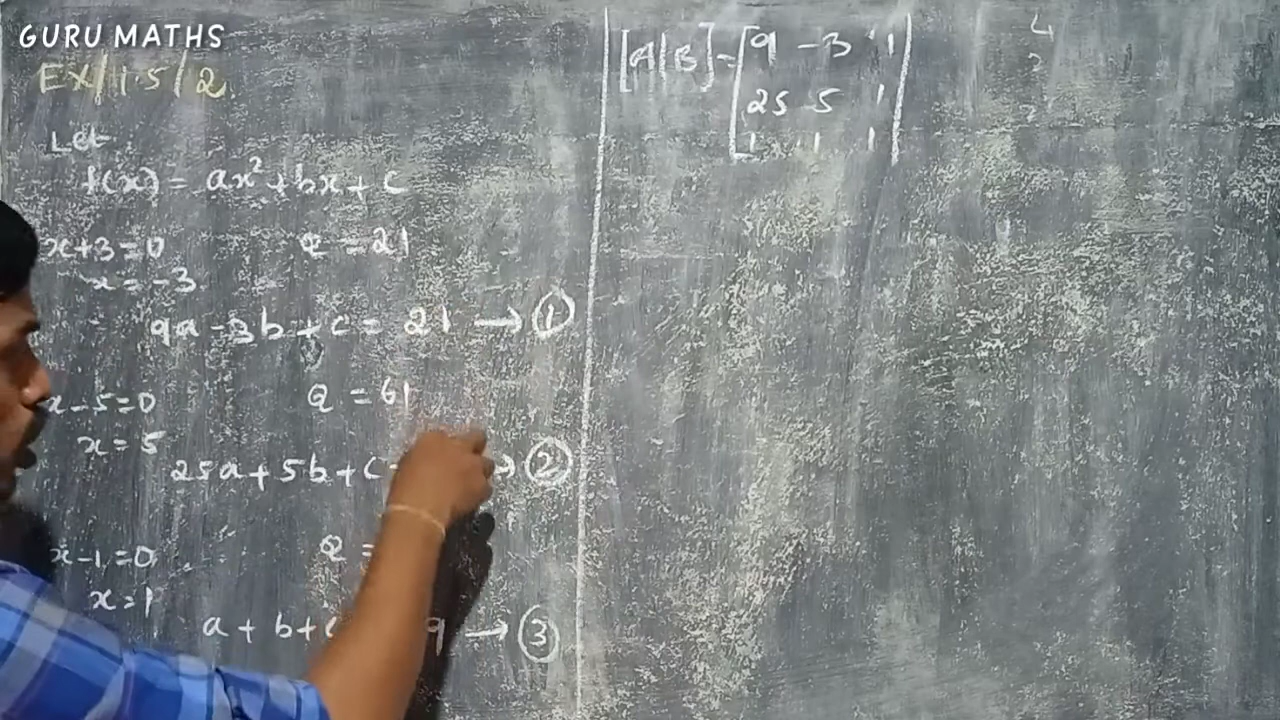 GURU MATHS
EX/1.5/2
Let
f(x) = ax²+bx+c
x+3=0 Q =21
x=-3
9a-3b+c = 21 → ①
x-5=0 Q =61
x=5
25a+5b+c= → ②
x-1=0 Q =
x=1
a+b+c 9 → ③
[A|B]=[9 -3 1 |
25 5 1
1 1 1